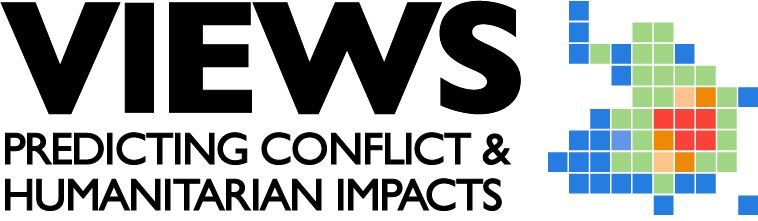 VIEWS
PREDICTING CONFLICT &
HUMANITARIAN IMPACTS